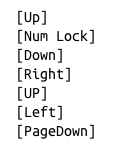 [Up]
[Num Lock]
[Down]
[Right]
[UP]
[Left]
[PageDown]